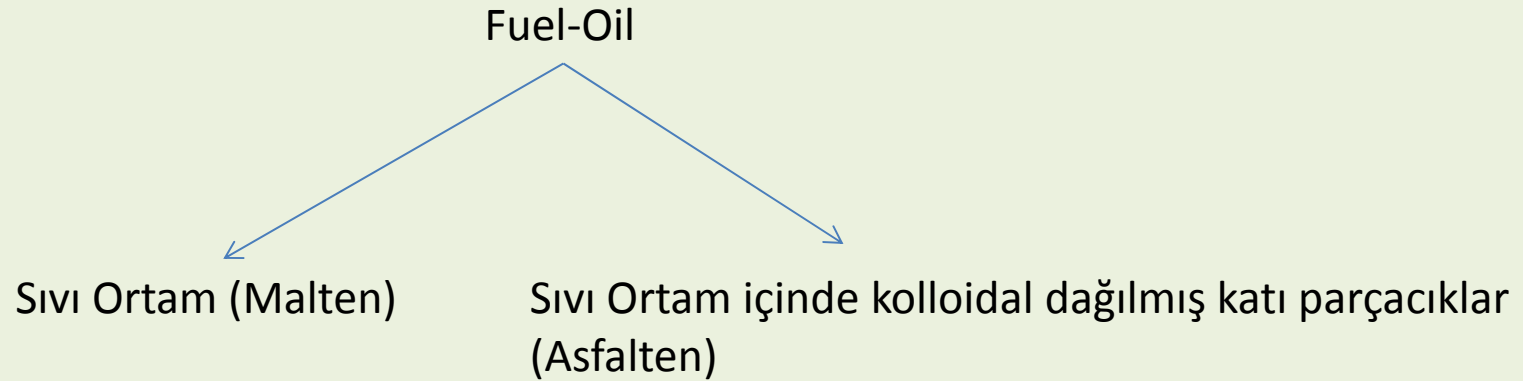 Fuel-Oil
Sıvı Ortam (Malten)
Sıvı Ortam içinde kolloidal dağılmış katı parçacıklar
(Asfalten)